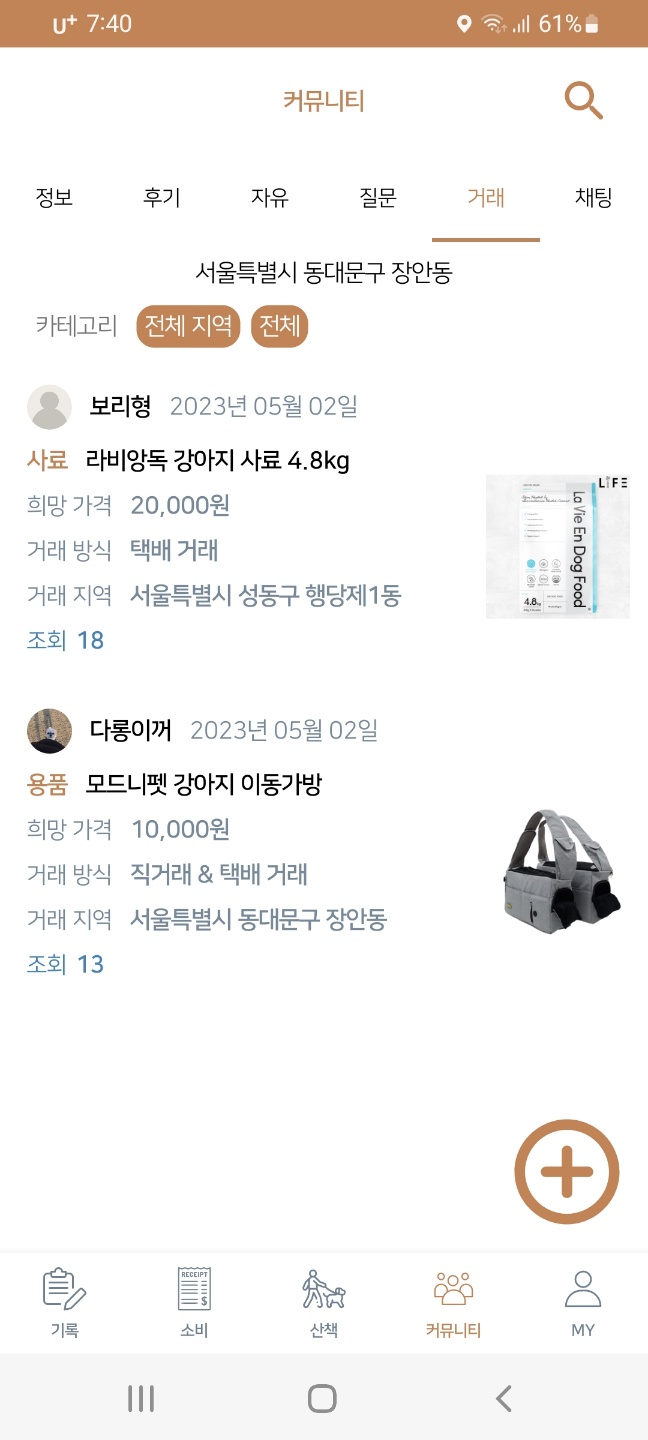 U+ 7:40 61%
커뮤니티
정보 후기 자유 질문 거래 채팅
서울특별시 동대문구 장안동
카테고리 전체 지역 전체
보리형 2023년 05월 02일
사료 라비앙독 강아지 사료 4.8kg
희망 가격 20,000원
거래 방식 택배 거래
거래 지역 서울특별시 성동구 행당제1동
조회 18
LIFE
La Vie En Dog Food
4.8kg
다롱이꺼 2023년 05월 02일
용품 모드니펫 강아지 이동가방
희망 가격 10,000원
거래 방식 직거래 & 택배 거래
거래 지역 서울특별시 동대문구 장안동
조회 13
RECEIPT
$
기록 소비 산책 커뮤니티 MY